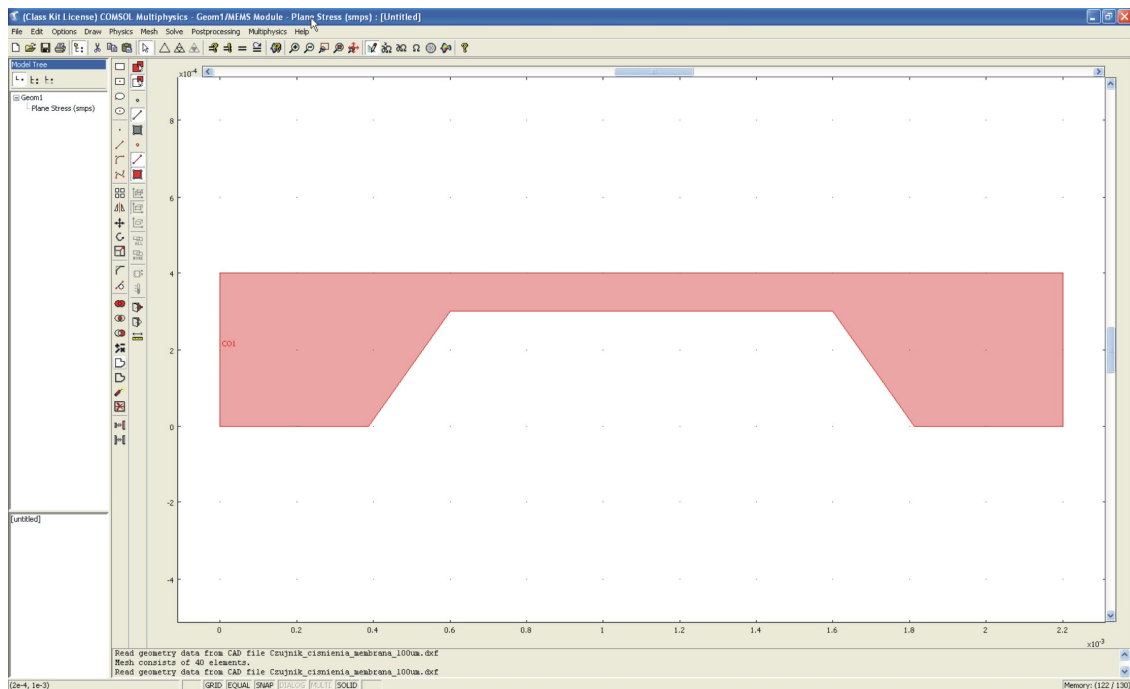 (Class Kit License) COMSOL Multiphysics - Geom1/MEMS Module - Plane Stress (smps) : [Untitled]
File Edit Options Draw Physics Mesh Solve Postprocessing Multiphysics Help
Model Tree
Geom1
Plane Stress (smps)
×10⁻⁴
8
6
4
CO1
2
0
-2
[untitled]
-4
0 0.2 0.4 0.6 0.8 1 1.2 1.4 1.6 1.8 2 2.2
×10⁻³
Read geometry data from CAD file Czujnik_cisnienia_membrana_100um.dxf
Mesh consists of 40 elements.
Read geometry data from CAD file Czujnik_cisnienia_membrana_100um.dxf
(2e-4, 1e-3) GRID EQUAL SNAP DIALOG MULTI SOLID Memory: (122 / 130)